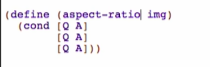 (define (aspect-ratio img)
(cond [Q A]
[Q A]
[Q A]))